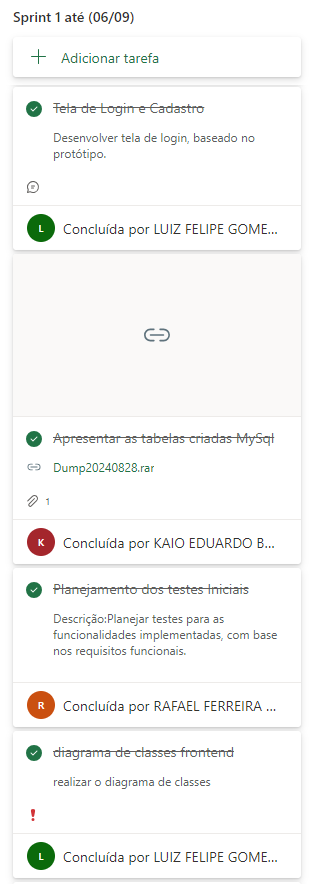 Sprint 1 até (06/09)
Adicionar tarefa
Tela de Login e Cadastro
Desenvolver tela de login, baseado no
protótipo.
L Concluída por LUIZ FELIPE GOME...
Apresentar as tabelas criadas MySql
Dump20240828.rar
1
K Concluída por KAIO EDUARDO B...
Planejamento dos testes Iniciais
Descrição:Planejar testes para as
funcionalidades implementadas, com base
nos requisitos funcionais.
R Concluída por RAFAEL FERREIRA ...
diagrama de classes frontend
realizar o diagrama de classes
L Concluída por LUIZ FELIPE GOME...